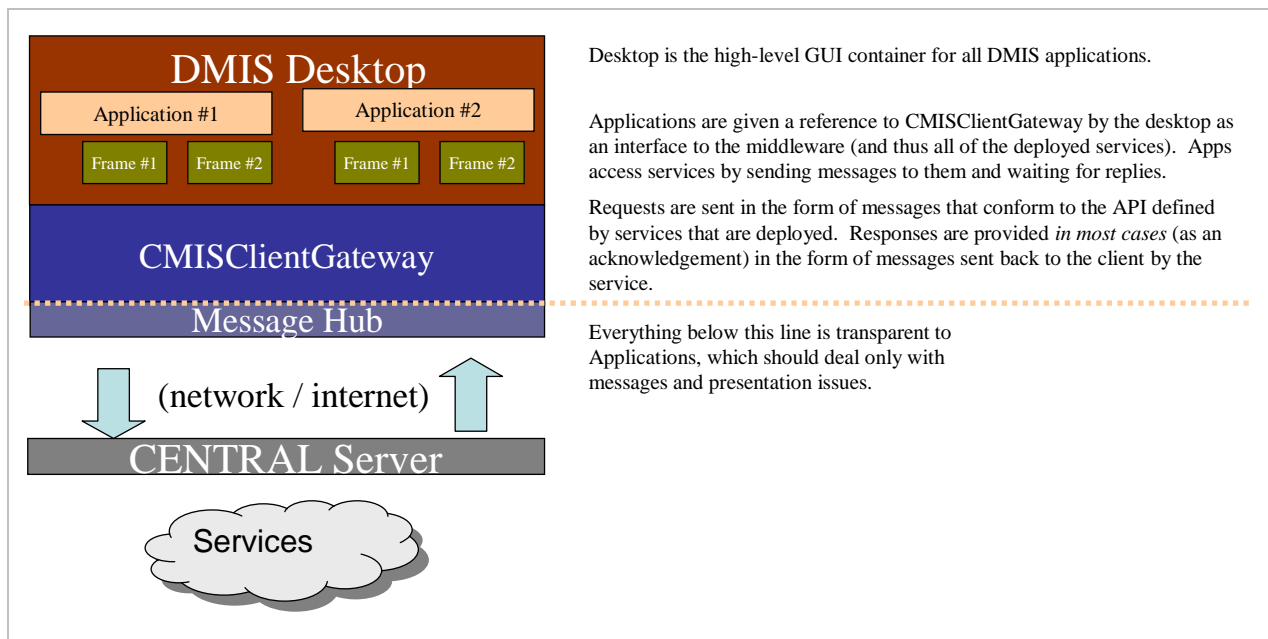 DMIS Desktop
Application #1
Application #2
Frame #1
Frame #2
Frame #1
Frame #2
CMISClientGateway
Message Hub
(network / internet)
CENTRAL Server
Services
Desktop is the high-level GUI container for all DMIS applications.
Applications are given a reference to CMISClientGateway by the desktop as
an interface to the middleware (and thus all of the deployed services).  Apps
access services by sending messages to them and waiting for replies.
Requests are sent in the form of messages that conform to the API defined
by services that are deployed.  Responses are provided in most cases (as an
acknowledgement) in the form of messages sent back to the client by the
service.
Everything below this line is transparent to
Applications, which should deal only with
messages and presentation issues.